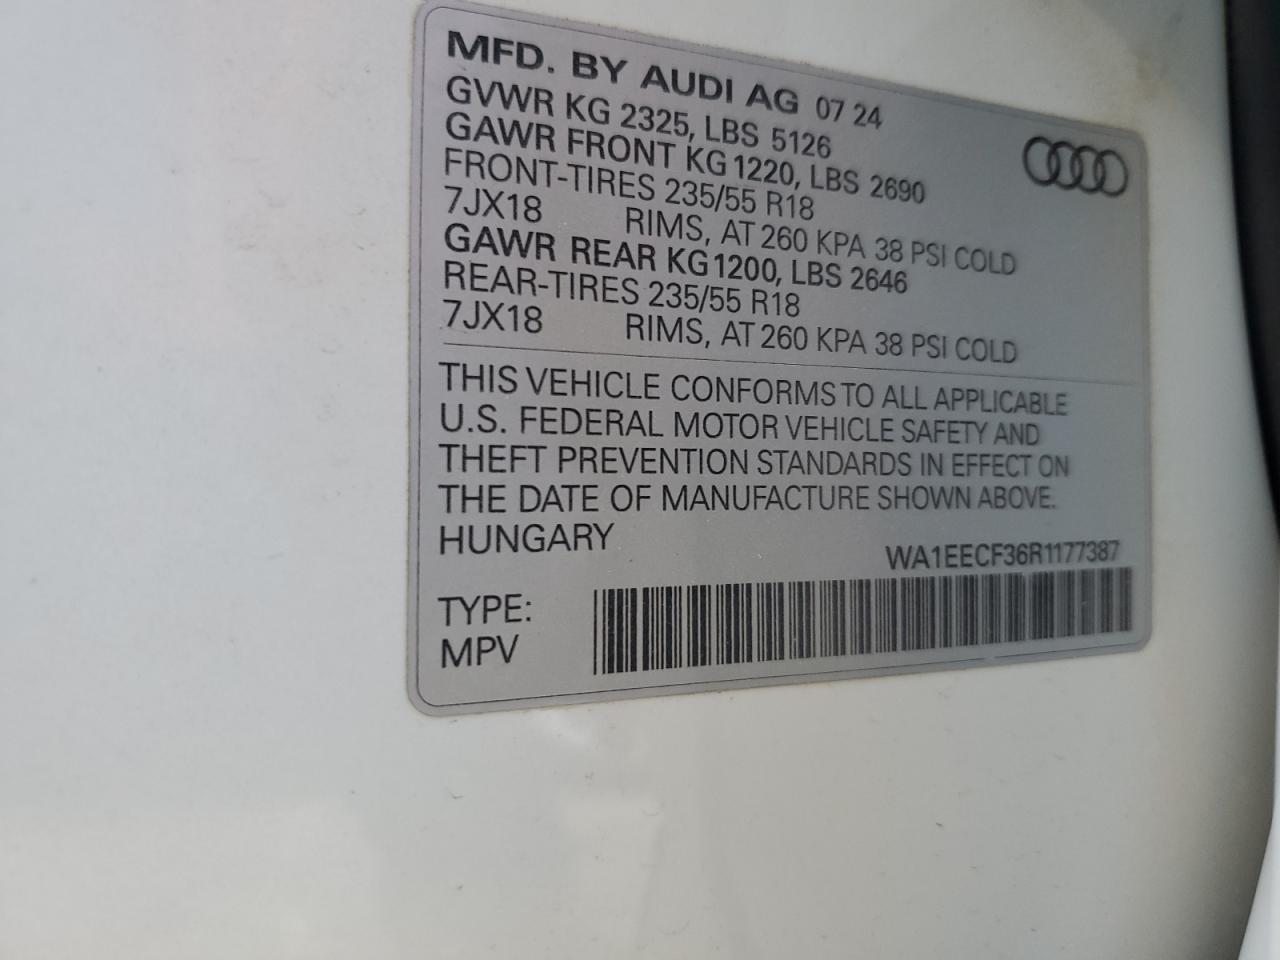 MFD. BY AUDI AG 07 24
GVWR KG 2325, LBS 5126
GAWR FRONT KG 1220, LBS 2690
FRONT-TIRES 235/55 R18
7JX18 RIMS, AT 260 KPA 38 PSI COLD
GAWR REAR KG 1200, LBS 2646
REAR-TIRES 235/55 R18
7JX18 RIMS, AT 260 KPA 38 PSI COLD
THIS VEHICLE CONFORMS TO ALL APPLICABLE
U.S. FEDERAL MOTOR VEHICLE SAFETY AND
THEFT PREVENTION STANDARDS IN EFFECT ON
THE DATE OF MANUFACTURE SHOWN ABOVE.
HUNGARY
WA1EECF36R1177387
TYPE:
MPV